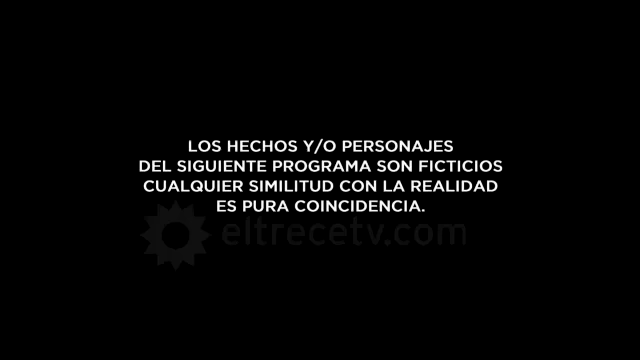 LOS HECHOS Y/O PERSONAJES
DEL SIGUIENTE PROGRAMA SON FICTICIOS
CUALQUIER SIMILITUD CON LA REALIDAD
ES PURA COINCIDENCIA.
eltrecetv.com